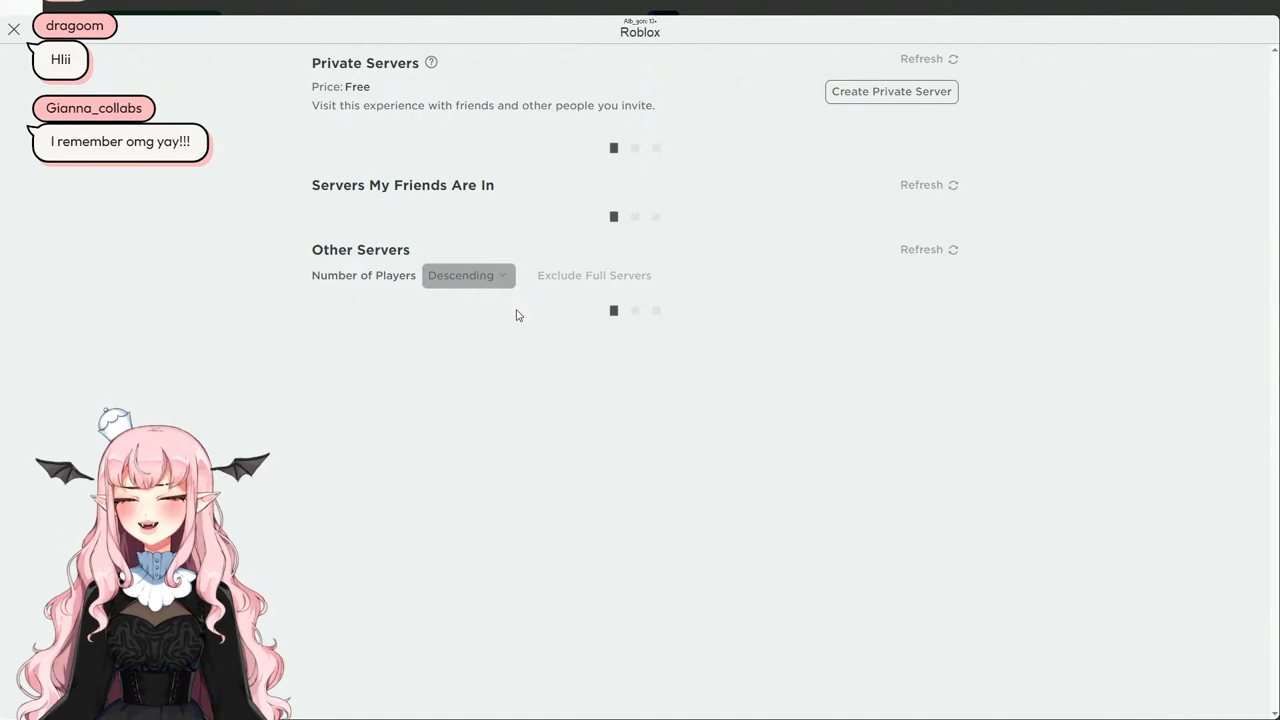 dragoom
HIii
Gianna_collabs
I remember omg yay!!!
Alb_yon: 13+
Roblox
Private Servers
Refresh
Price: Free
Create Private Server
Visit this experience with friends and other people you invite.
Servers My Friends Are In
Refresh
Other Servers
Refresh
Number of Players Descending Exclude Full Servers